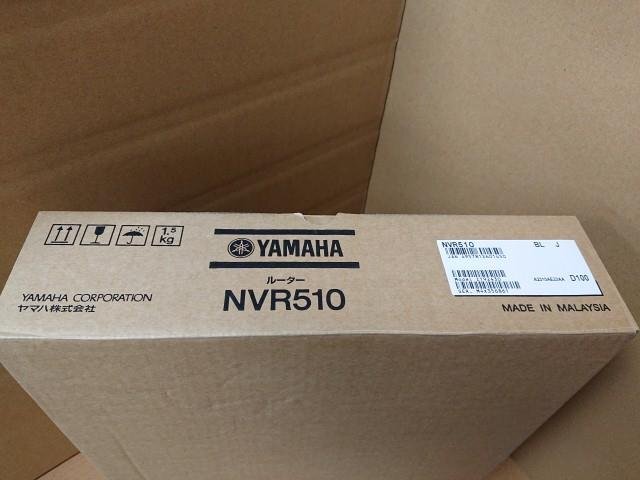 1.5
kg
YAMAHA
ルーター
NVR510
YAMAHA CORPORATION
ヤマハ株式会社
NVR510 BL J
D100
MADE IN MALAYSIA